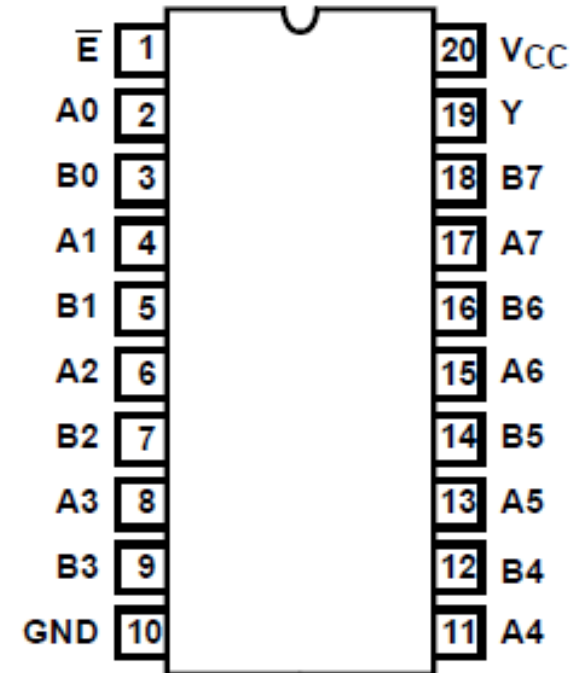 E̅ 1 20 VCC
A0 2 19 Y
B0 3 18 B7
A1 4 17 A7
B1 5 16 B6
A2 6 15 A6
B2 7 14 B5
A3 8 13 A5
B3 9 12 B4
GND 10 11 A4